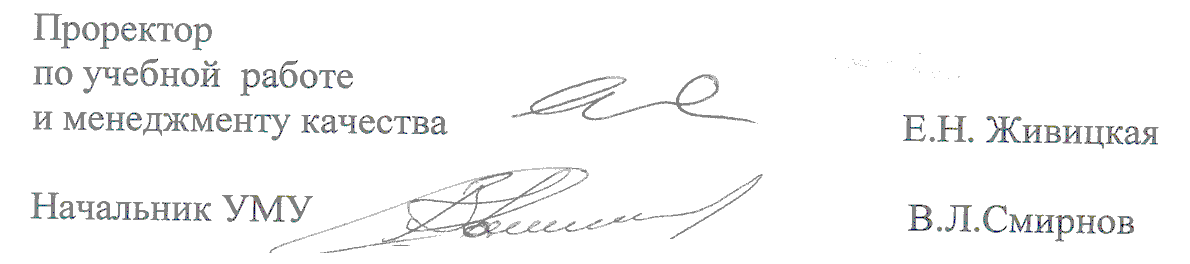 Проректор
по учебной работе
и менеджменту качества Е.Н. Живицкая
Начальник УМУ В.Л.Смирнов